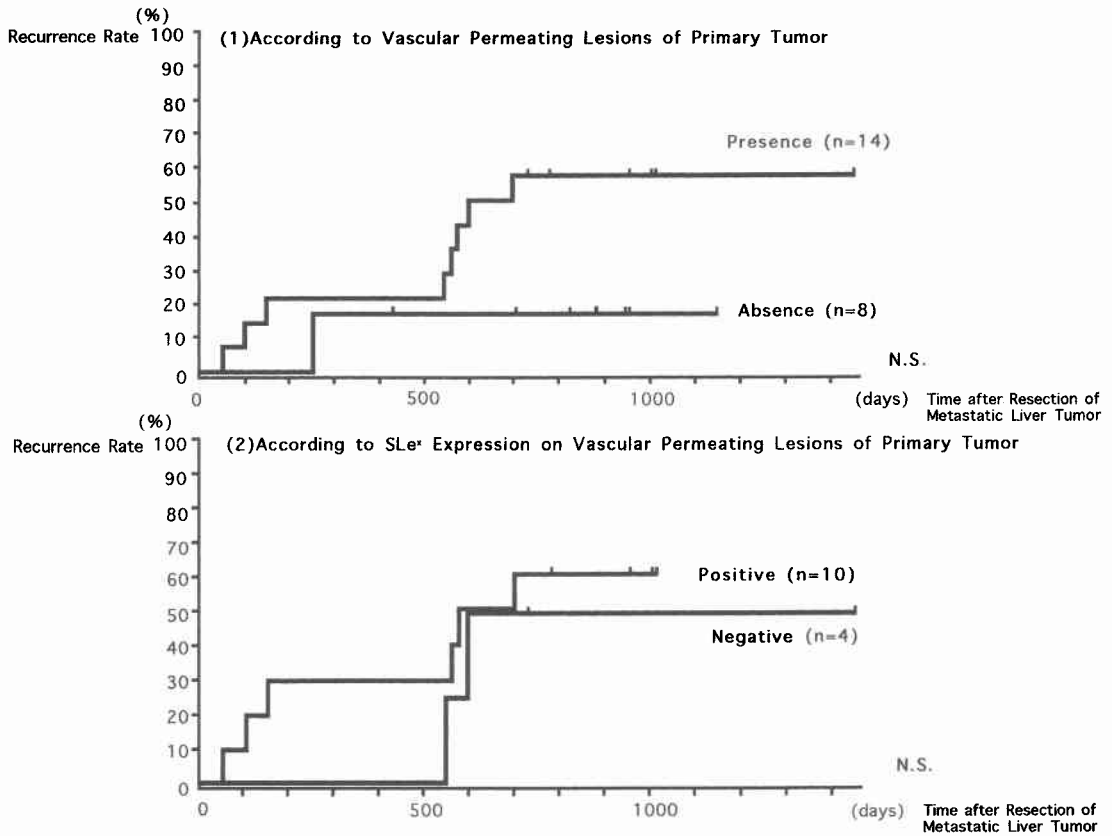 (%)
Recurrence Rate 100 (1)According to Vascular Permeating Lesions of Primary Tumor
90
80
70
Presence (n=14)
60
50
40
30
20
Absence (n=8)
10
N.S.
0
0 500 1000 (days) Time after Resection of
Metastatic Liver Tumor
(%)
Recurrence Rate 100 (2)According to SLeˣ Expression on Vascular Permeating Lesions of Primary Tumor
90
80
70
60 Positive (n=10)
50
Negative (n=4)
40
30
20
10
N.S.
0
0 500 1000 (days) Time after Resection of
Metastatic Liver Tumor